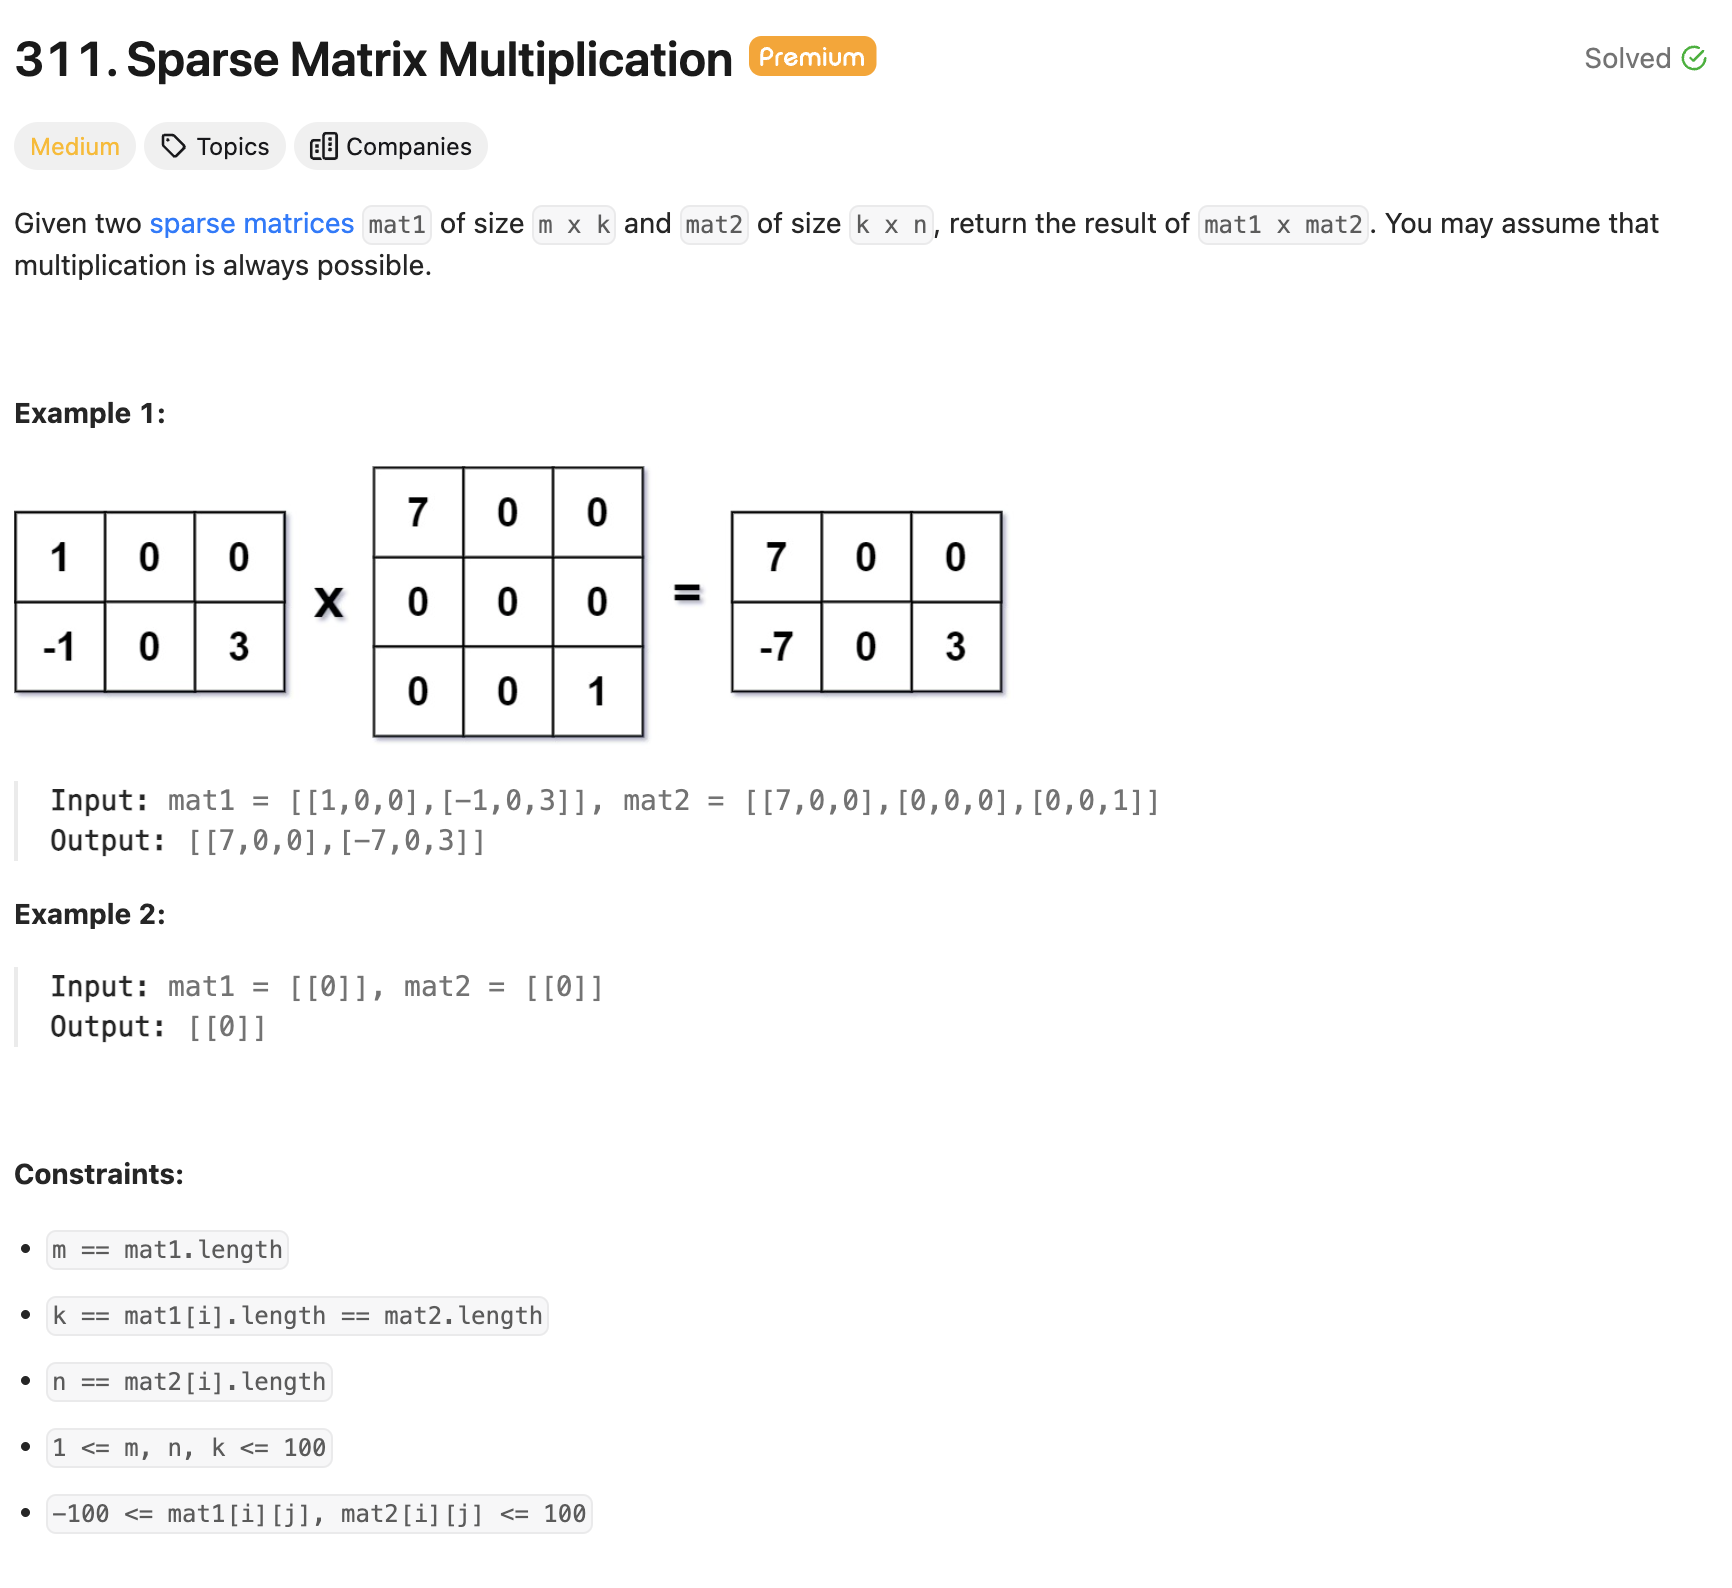 311. Sparse Matrix Multiplication Premium Solved
Medium Topics Companies
Given two sparse matrices mat1 of size m x k and mat2 of size k x n, return the result of mat1 x mat2. You may assume that
multiplication is always possible.
Example 1:
7 0 0
1 0 0 7 0 0
x 0 0 0 =
-1 0 3 -7 0 3
0 0 1
Input: mat1 = [[1,0,0],[-1,0,3]], mat2 = [[7,0,0],[0,0,0],[0,0,1]]
Output: [[7,0,0],[-7,0,3]]
Example 2:
Input: mat1 = [[0]], mat2 = [[0]]
Output: [[0]]
Constraints:
• m == mat1.length
• k == mat1[i].length == mat2.length
• n == mat2[i].length
• 1 <= m, n, k <= 100
• -100 <= mat1[i][j], mat2[i][j] <= 100